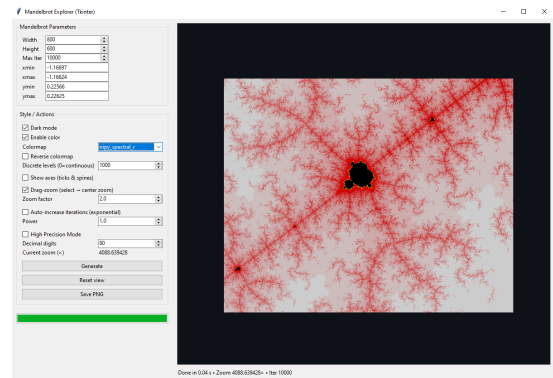 Mandelbrot Explorer (Tkinter)
Mandelbrot Parameters
Width 800
Height 600
Max Iter 10000
xmin -1.16697
xmax -1.16624
ymin 0.22566
ymax 0.22625
Style / Actions
Dark mode
Enable color
Colormap nipy_spectral_r
Reverse colormap
Discrete levels (0=continuous) 1000
Show axes (ticks & spines)
Drag-zoom (select → center zoom)
Zoom factor 2.0
Auto-increase iterations (exponential)
Power 1.0
High Precision Mode
Decimal digits 80
Current zoom (×) 4088.639428
Generate
Reset view
Save PNG
Done in 0.04 s • Zoom 4088.639428× • Iter 10000